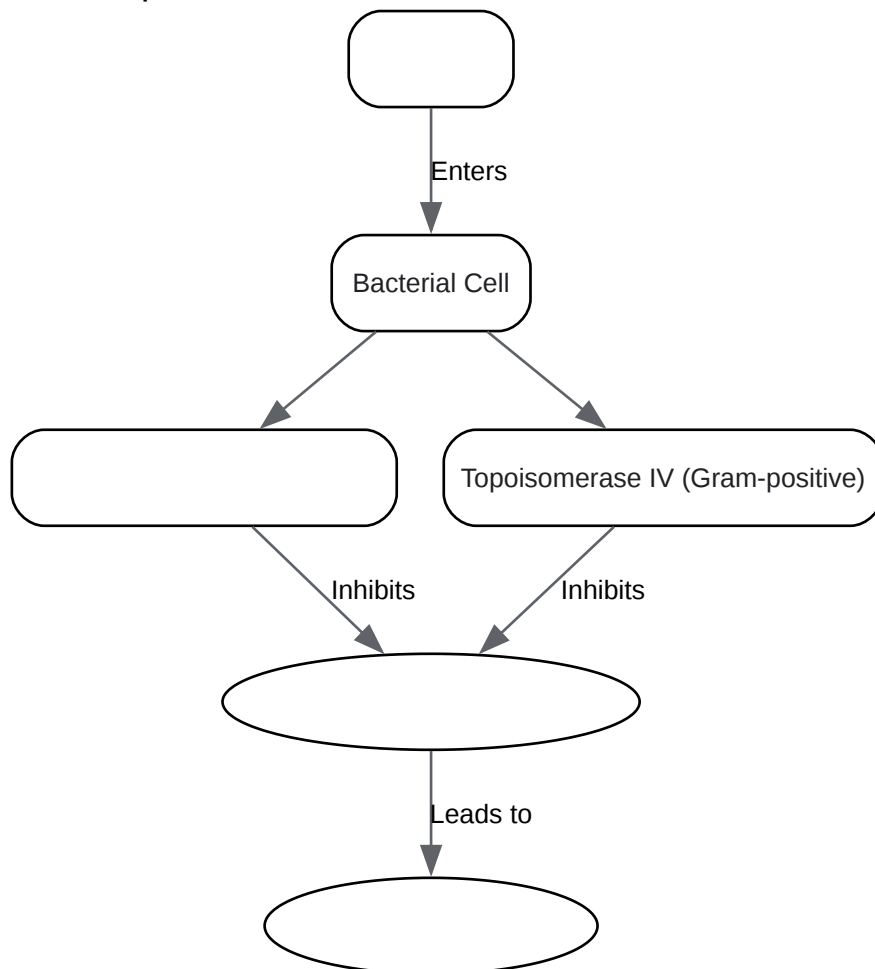 Enters
Bacterial Cell
Topoisomerase IV (Gram-positive)
Inhibits
Inhibits
Leads to